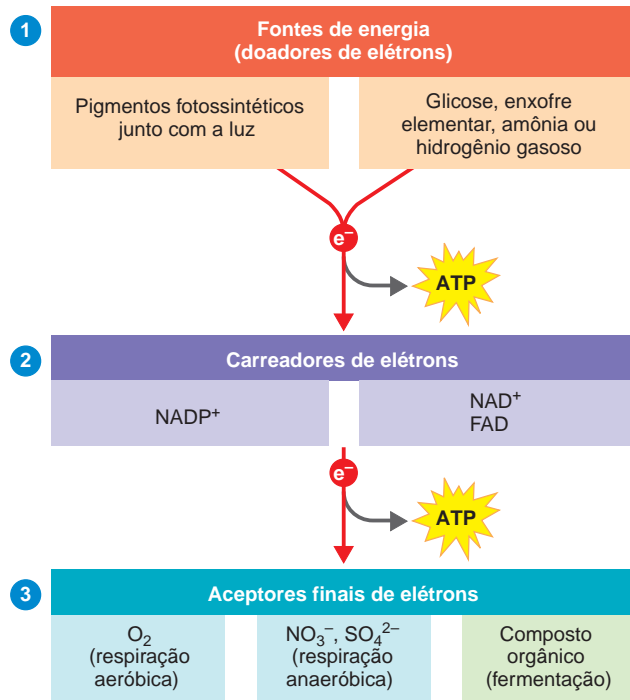 1
Fontes de energia
(doadores de elétrons)
Pigmentos fotossintéticos
junto com a luz
Glicose, enxofre
elementar, amônia ou
hidrogênio gasoso
e⁻
ATP
2
Carreadores de elétrons
NADP⁺
NAD⁺
FAD
e⁻
ATP
3
Aceptores finais de elétrons
O₂
(respiração
aeróbica)
NO₃⁻, SO₄²⁻
(respiração
anaeróbica)
Composto
orgânico
(fermentação)